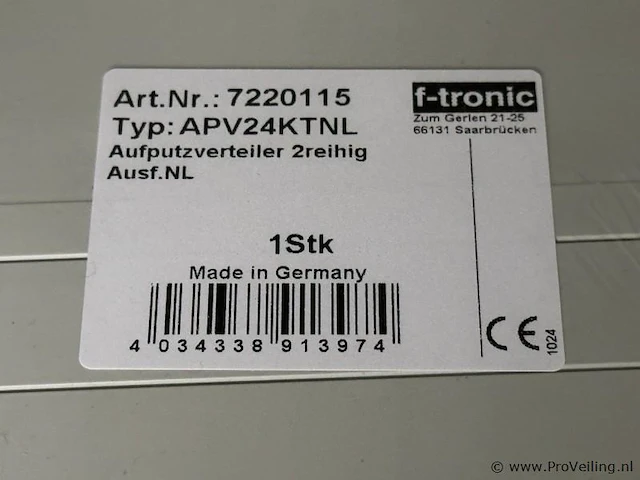 Art.Nr.: 7220115
Typ: APV24KTNL
Aufputzverteiler 2reihig
Ausf.NL
f-tronic
Zum Gerlen 21-25
66131 Saarbrücken
1Stk
Made in Germany
4 034338 913974
CE
1024
© www.ProVeiling.nl